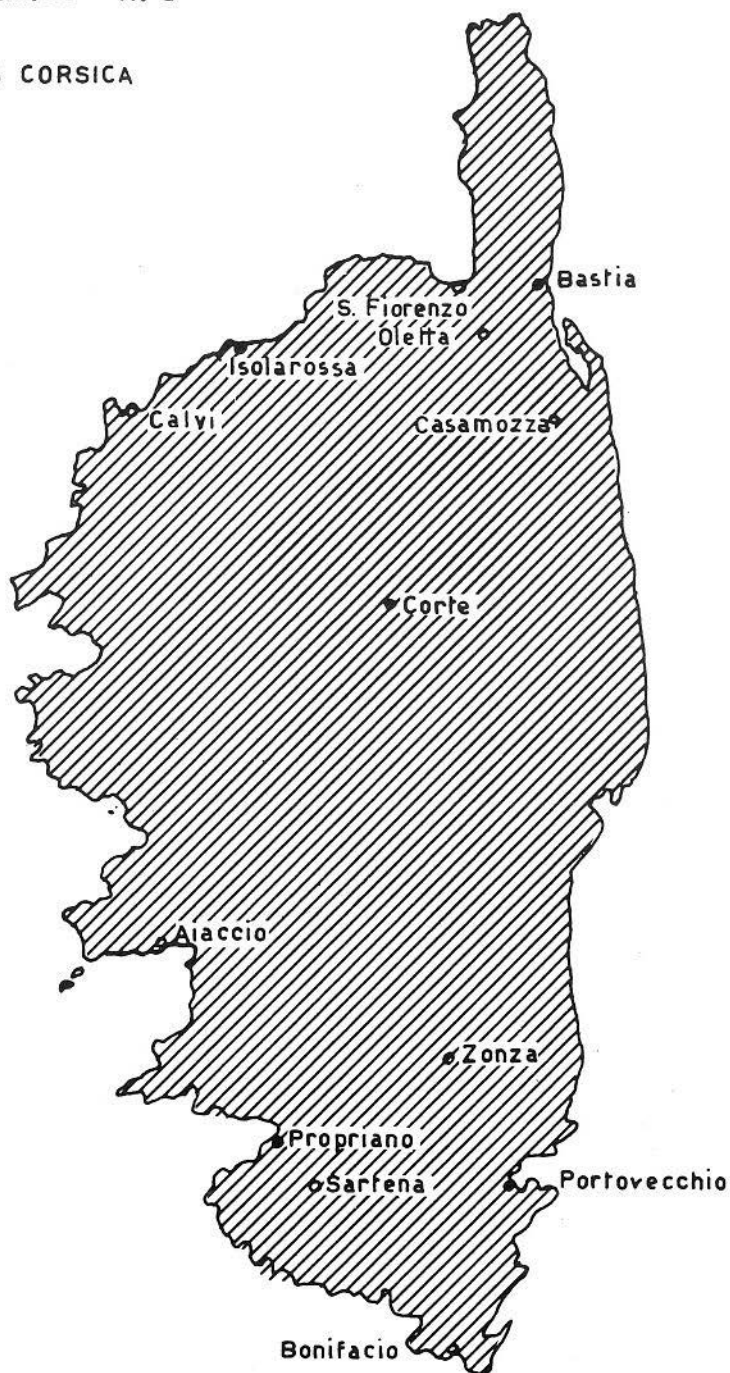 CORSICA
Bastia
S. Fiorenzo
Oletta
Isolarossa
Calvi
Casamozza
Corte
Aiaccio
Zonza
Propriano
Sartena
Portovecchio
Bonifacio